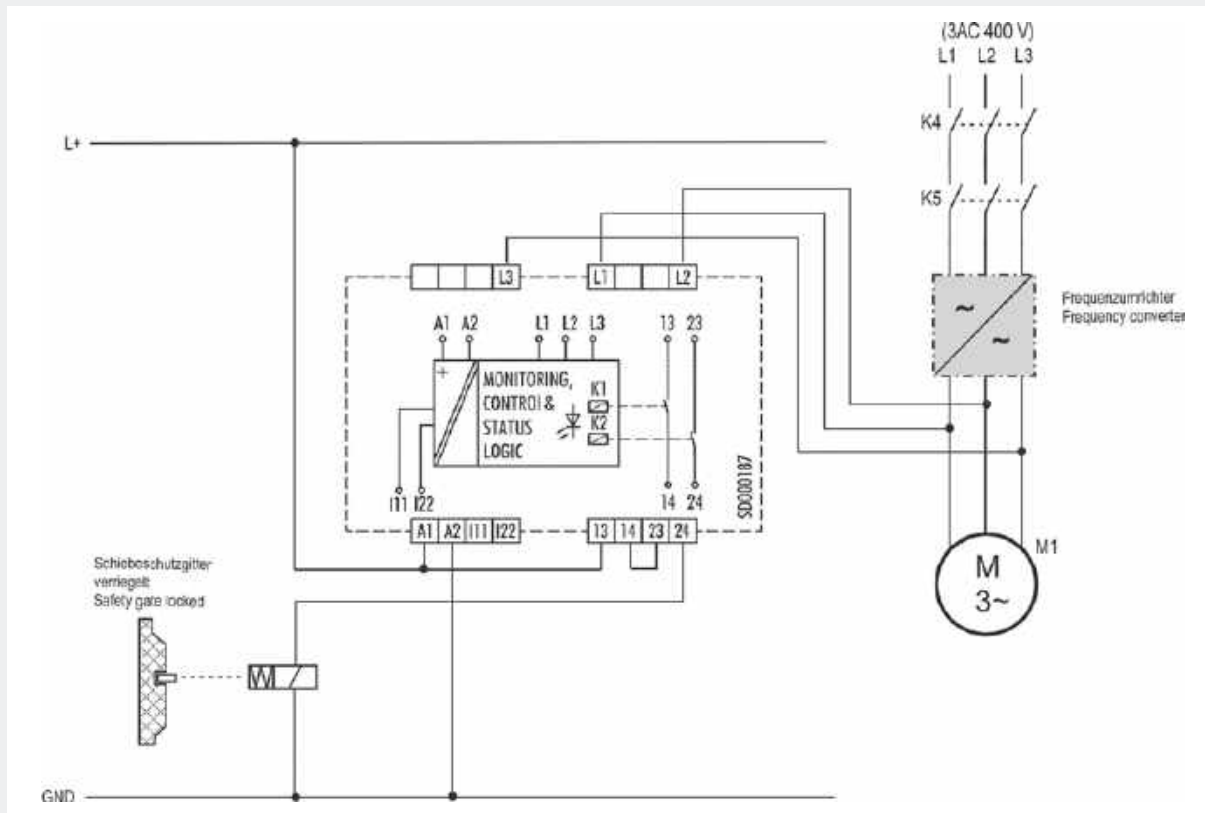 (3AC 400 V)
L1 L2 L3
K4
L+
K5
L3 L1 L2
Frequenzumrichter
Frequency converter
~
~
A1 A2 L1 L2 L3 13 23
+
MONITORING,
CONTROL &
STATUS
LOGIC
K1
K2
I11 I22 14 24
SD000187
A1 A2 I11 I22 13 14 23 24
M1
M
3~
Schiebeschutzgitter
verriegelt
Safety gate locked
GND